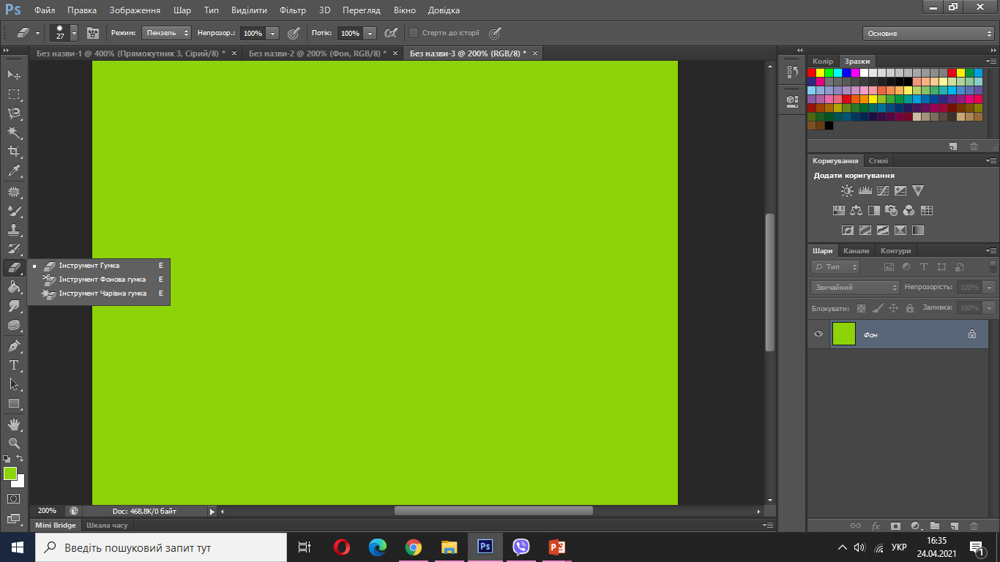 Ps Файл Правка Зображення Шар Тип Виділити Фільтр 3D Перегляд Вікно Довідка
27 Режим: Пензель Непрозор.: 100% Потік: 100% Стерти до історії Основне
Без назви-1 @ 400% (Прямокутник 3, Сірий/8) * × Без назви-2 @ 200% (Фон, RGB/8) * × Без назви-3 @ 200% (RGB/8) * ×
Колір Зразки
Коригування Стилі
Додати коригування
Шари Канали Контури
Тип
Звичайний Непрозорість: 100%
Блокувати: Заливка: 100%
Фон
Інструмент Гумка E
Інструмент Фонова гумка E
Інструмент Чарівна гумка E
200% Doc: 468,8K/0 байт
Mini Bridge Шкала часу
Введіть пошуковий запит тут
Ps
УКР
16:35
24.04.2021
1